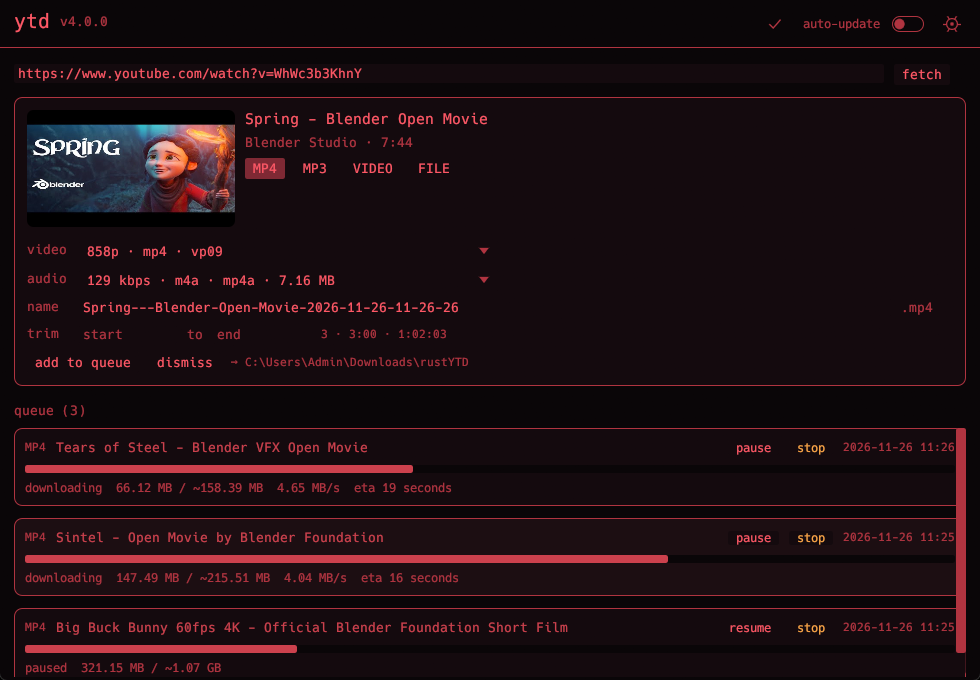 ytd v4.0.0 auto-update
https://www.youtube.com/watch?v=WhWc3b3KhnY fetch
SPRING
blender
Spring - Blender Open Movie
Blender Studio · 7:44
MP4 MP3 VIDEO FILE
video 858p · mp4 · vp09
audio 129 kbps · m4a · mp4a · 7.16 MB
name Spring---Blender-Open-Movie-2026-11-26-11-26-26 .mp4
trim start to end 3 · 3:00 · 1:02:03
add to queue dismiss → C:\Users\Admin\Downloads\rustYTD
queue (3)
MP4 Tears of Steel - Blender VFX Open Movie pause stop 2026-11-26 11:26
downloading 66.12 MB / ~158.39 MB 4.65 MB/s eta 19 seconds
MP4 Sintel - Open Movie by Blender Foundation pause stop 2026-11-26 11:25
downloading 147.49 MB / ~215.51 MB 4.04 MB/s eta 16 seconds
MP4 Big Buck Bunny 60fps 4K - Official Blender Foundation Short Film resume stop 2026-11-26 11:25
paused 321.15 MB / ~1.07 GB